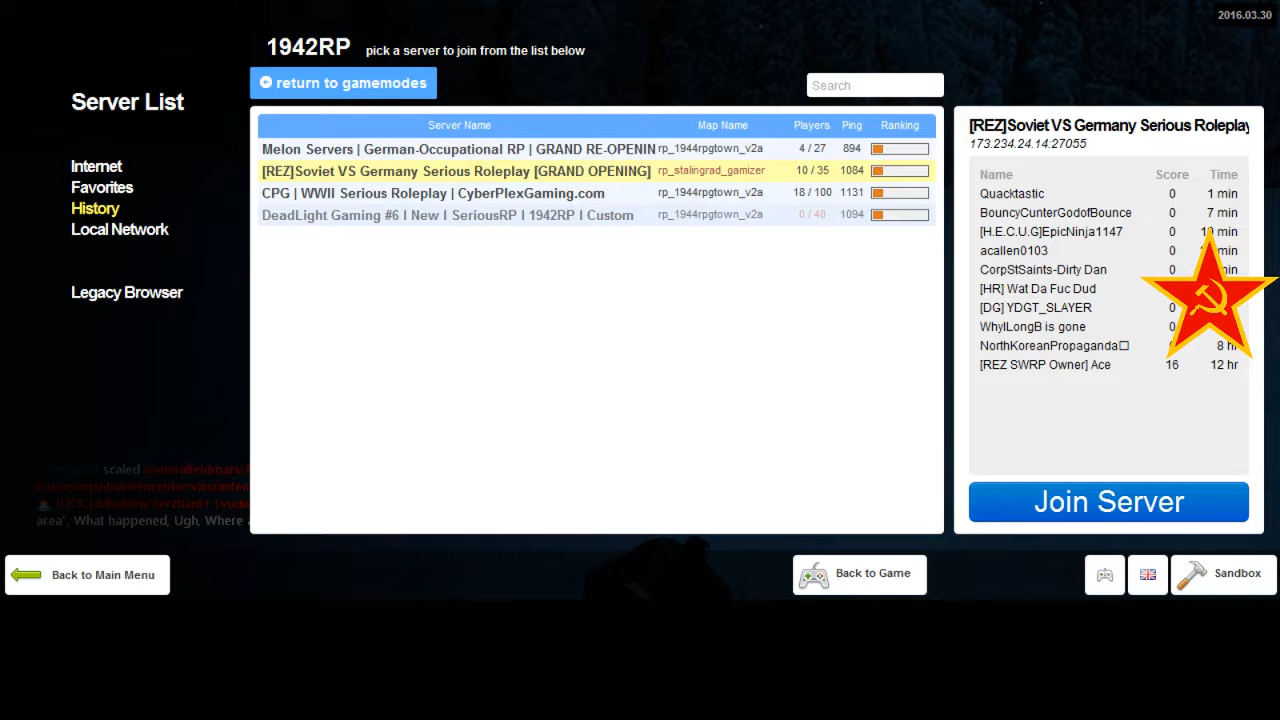 2016.03.30
1942RP pick a server to join from the list below
return to gamemodes
Search
Server List
Internet
Favorites
History
Local Network
Legacy Browser
Server Name Map Name Players Ping Ranking
Melon Servers | German-Occupational RP | GRAND RE-OPENIN rp_1944rpgtown_v2a 4 / 27 894
[REZ]Soviet VS Germany Serious Roleplay [GRAND OPENING] rp_stalingrad_gamizer 10 / 35 1084
CPG | WWII Serious Roleplay | CyberPlexGaming.com rp_1944rpgtown_v2a 18 / 100 1131
DeadLight Gaming #6 I New I SeriousRP I 1942RP I Custom rp_1944rpgtown_v2a 0 / 40 1094
[REZ]Soviet VS Germany Serious Roleplay
173.234.24.14:27055
Name Score Time
Quacktastic 0 1 min
BouncyCunterGodofBounce 0 7 min
[H.E.C.U.G]EpicNinja1147 0 min
acallen0103 0 min
CorpStSaints-Dirty Dan 0 min
[HR] Wat Da Fuc Dud 0
[DG] YDGT_SLAYER 0
WhyILongB is gone 0
NorthKoreanPropaganda□ 8 hr
[REZ SWRP Owner] Ace 16 12 hr
Join Server
scaled
area", What happened, Ugh, Where
Back to Main Menu
Back to Game
Sandbox